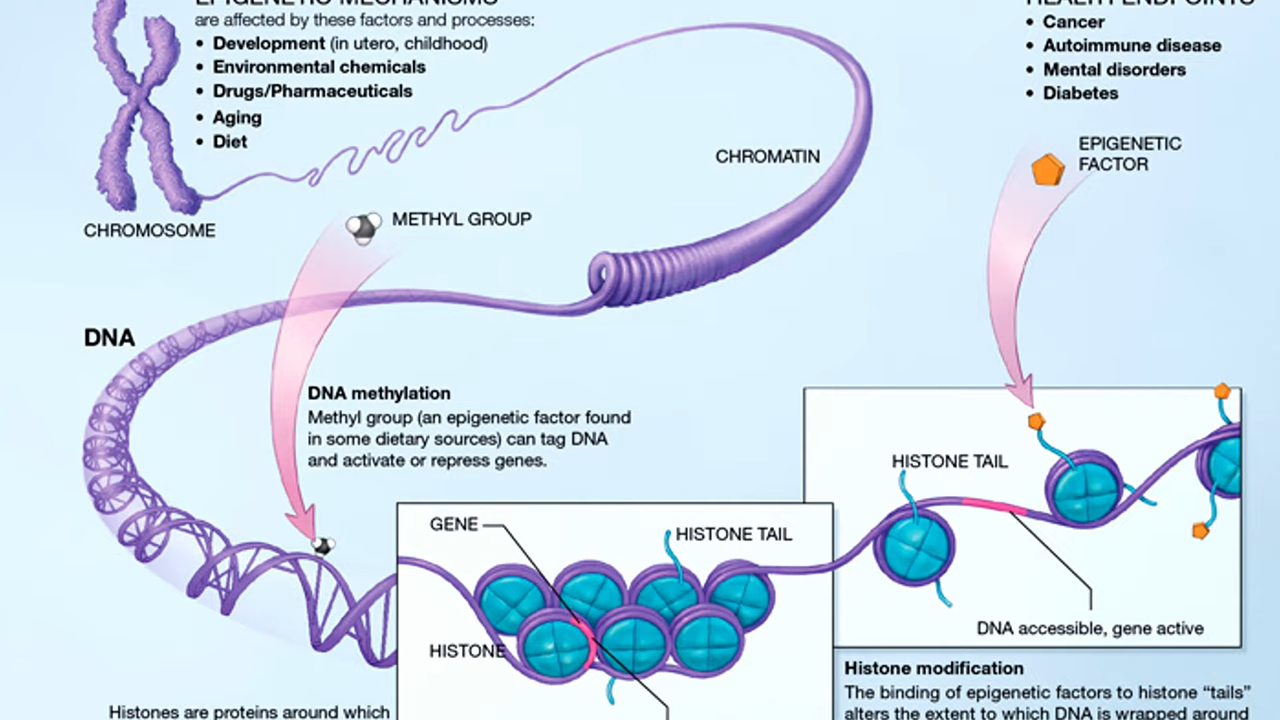 EPIGENETIC MECHANISMS
are affected by these factors and processes:
• Development (in utero, childhood)
• Environmental chemicals
• Drugs/Pharmaceuticals
• Aging
• Diet
HEALTH ENDPOINTS
• Cancer
• Autoimmune disease
• Mental disorders
• Diabetes
EPIGENETIC
FACTOR
CHROMATIN
CHROMOSOME
METHYL GROUP
DNA
DNA methylation
Methyl group (an epigenetic factor found
in some dietary sources) can tag DNA
and activate or repress genes.
HISTONE TAIL
GENE
HISTONE TAIL
HISTONE
DNA accessible, gene active
Histone modification
The binding of epigenetic factors to histone “tails”
alters the extent to which DNA is wrapped around
Histones are proteins around which